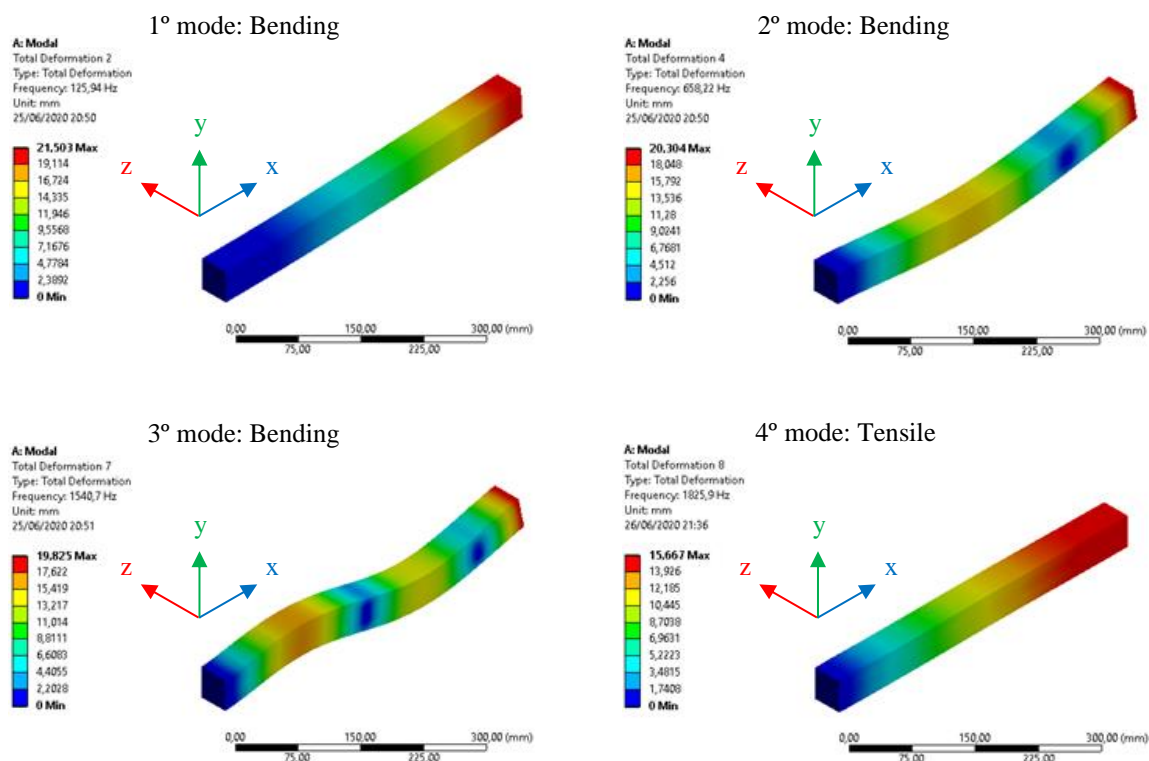 1º mode: Bending
A: Modal
Total Deformation 2
Type: Total Deformation
Frequency: 125,94 Hz
Unit: mm
25/06/2020 20:50
21,503 Max
19,114
16,724
14,335
11,946
9,5568
7,1676
4,7784
2,3892
0 Min
y
z
x
0,00
150,00
300,00 (mm)
75,00
225,00
2º mode: Bending
A: Modal
Total Deformation 4
Type: Total Deformation
Frequency: 658,22 Hz
Unit: mm
25/06/2020 20:50
20,304 Max
18,048
15,792
13,536
11,28
9,0241
6,7681
4,512
2,256
0 Min
y
z
x
0,00
150,00
300,00 (mm)
75,00
225,00
3º mode: Bending
A: Modal
Total Deformation 7
Type: Total Deformation
Frequency: 1540,7 Hz
Unit: mm
25/06/2020 20:51
19,825 Max
17,622
15,419
13,217
11,014
8,8111
6,6083
4,4055
2,2028
0 Min
y
z
x
0,00
150,00
300,00 (mm)
75,00
225,00
4º mode: Tensile
A: Modal
Total Deformation 8
Type: Total Deformation
Frequency: 1825,9 Hz
Unit: mm
26/06/2020 21:36
15,667 Max
13,926
12,185
10,445
8,7038
6,9631
5,2223
3,4815
1,7408
0 Min
y
z
x
0,00
150,00
300,00 (mm)
75,00
225,00